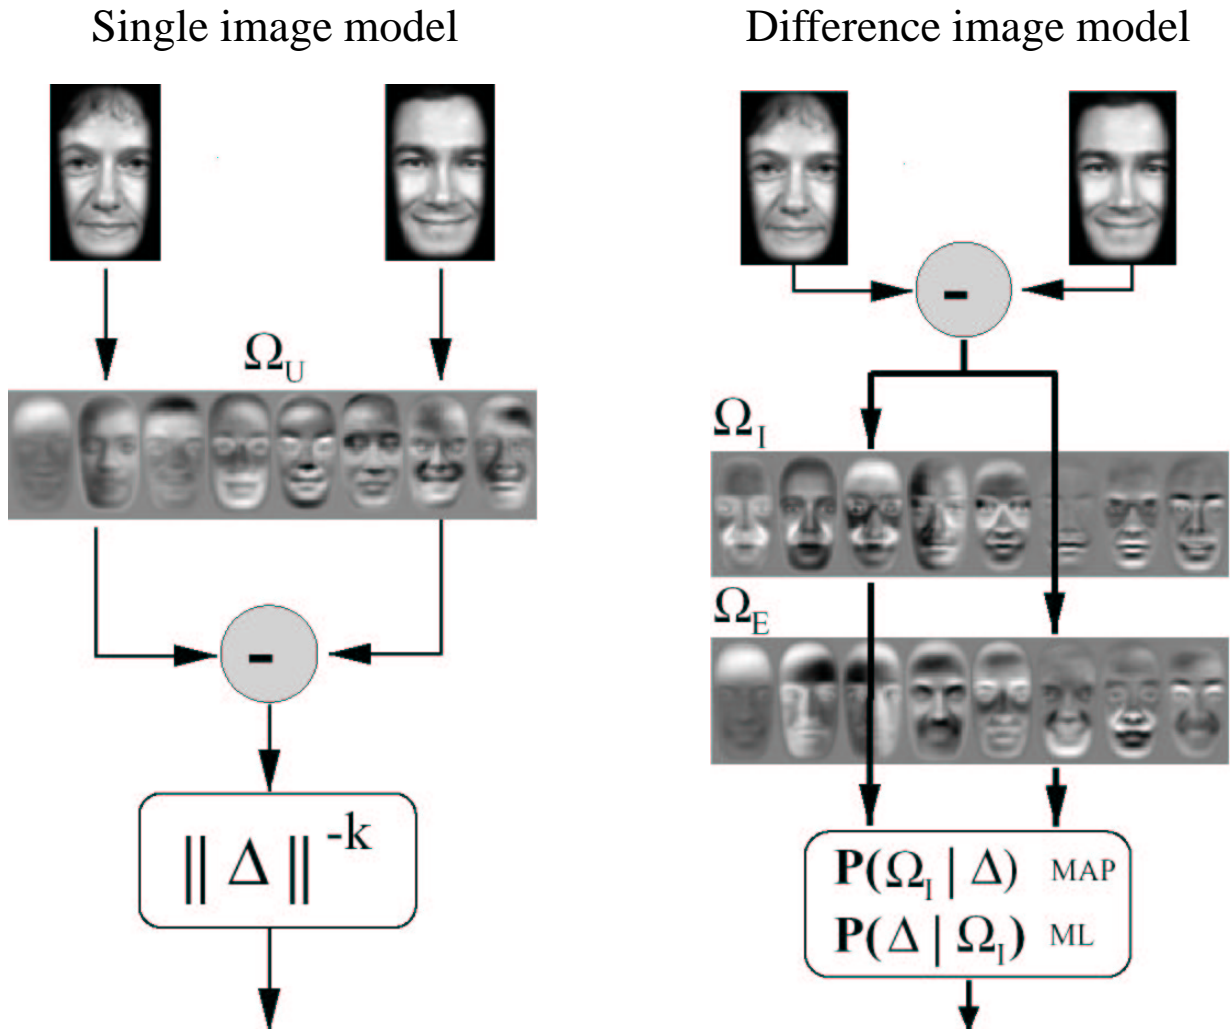 Single image model
Difference image model
-
Ω_U
Ω_I
-
Ω_E
|| Δ ||^-k
P(Ω_I | Δ) MAP
P(Δ | Ω_I) ML